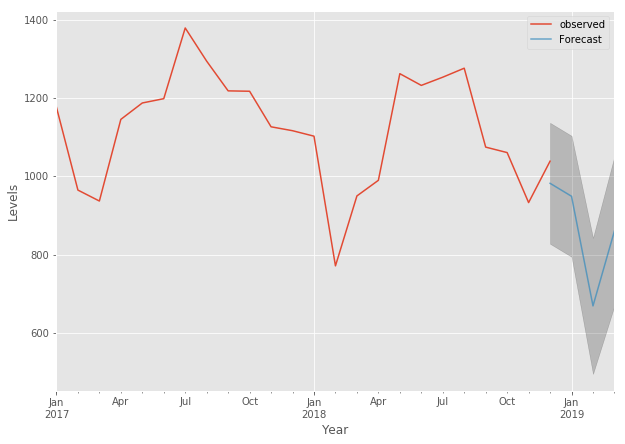 observed
Forecast
1400
1200
1000
800
600
Levels
Jan Apr Jul Oct Jan Apr Jul Oct Jan
2017 2018 2019
Year